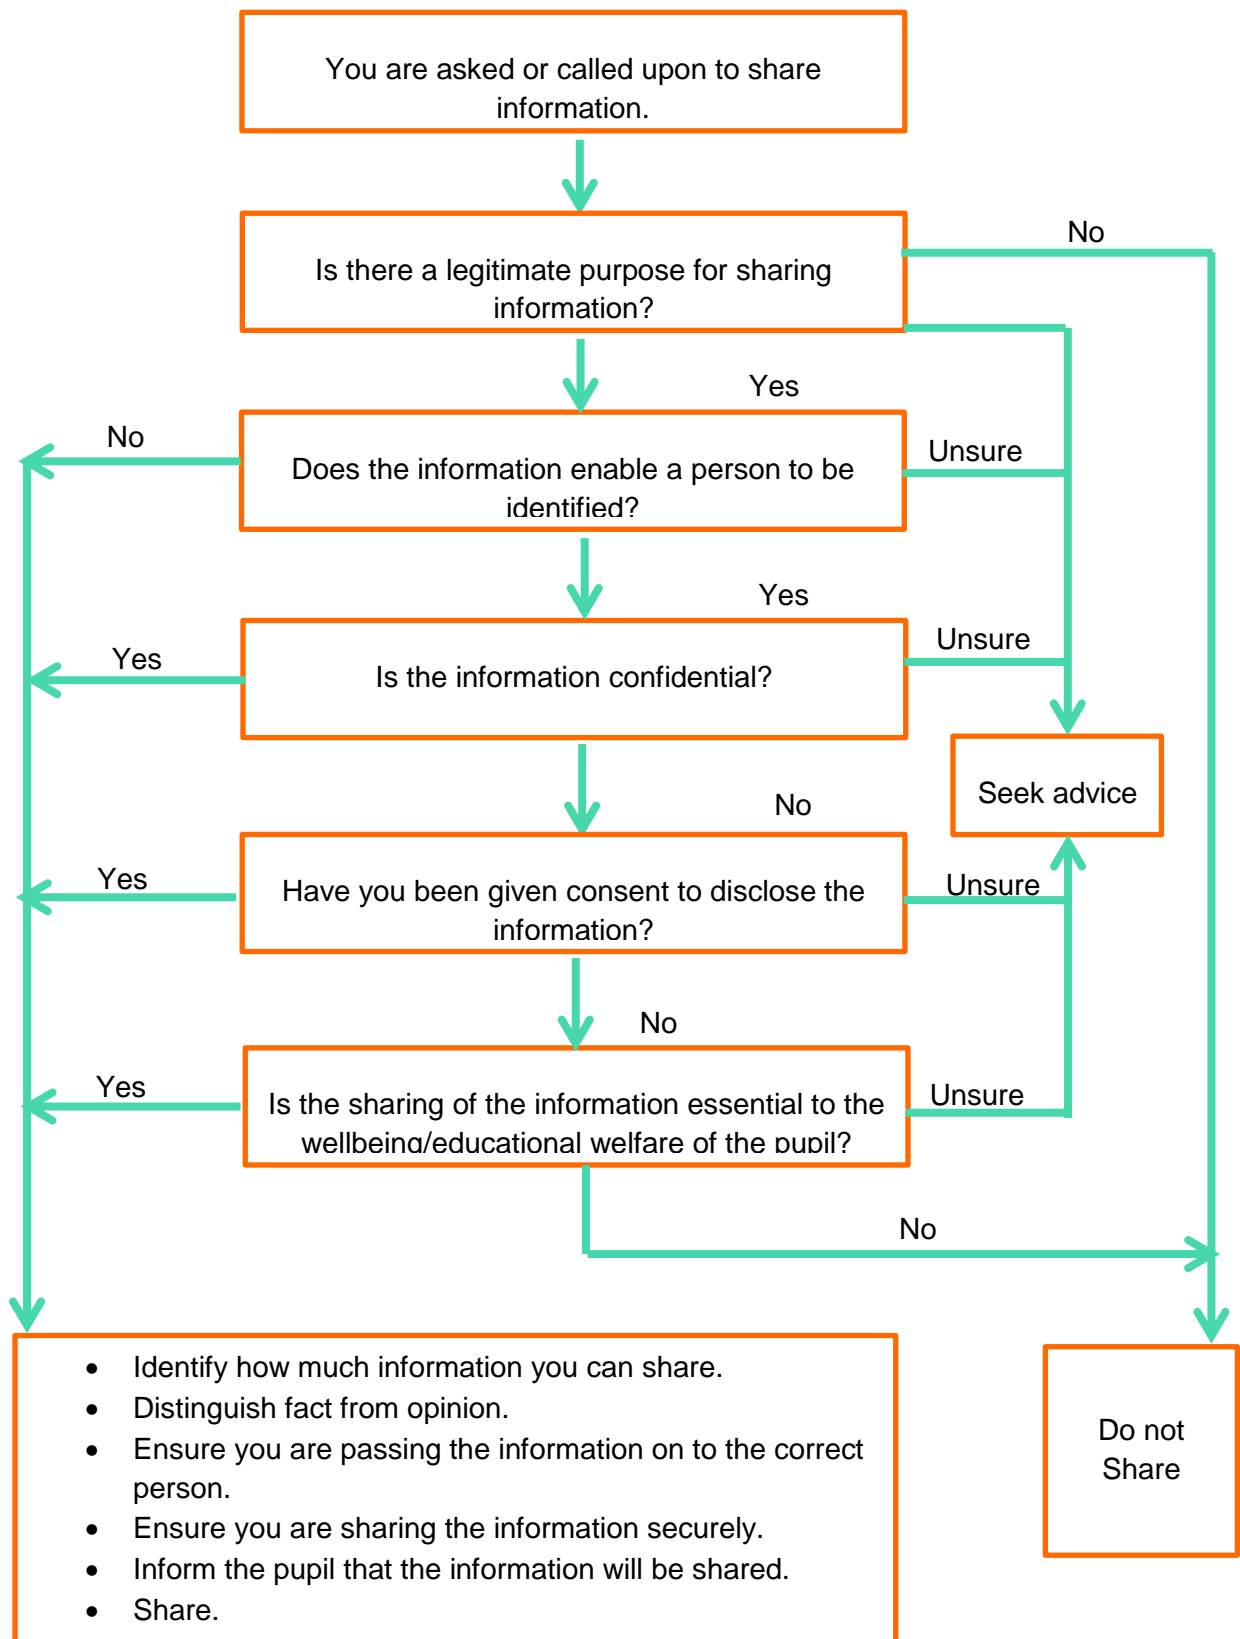 You are asked or called upon to share
information.
No
Is there a legitimate purpose for sharing
information?
Yes
No
Unsure
Does the information enable a person to be
identified?
Yes
Unsure
Yes
Is the information confidential?
Seek advice
No
Yes
Unsure
Have you been given consent to disclose the
information?
No
Yes
Unsure
Is the sharing of the information essential to the
wellbeing/educational welfare of the pupil?
No
• Identify how much information you can share.
• Distinguish fact from opinion.
• Ensure you are passing the information on to the correct
person.
• Ensure you are sharing the information securely.
• Inform the pupil that the information will be shared.
• Share.
Do not
Share